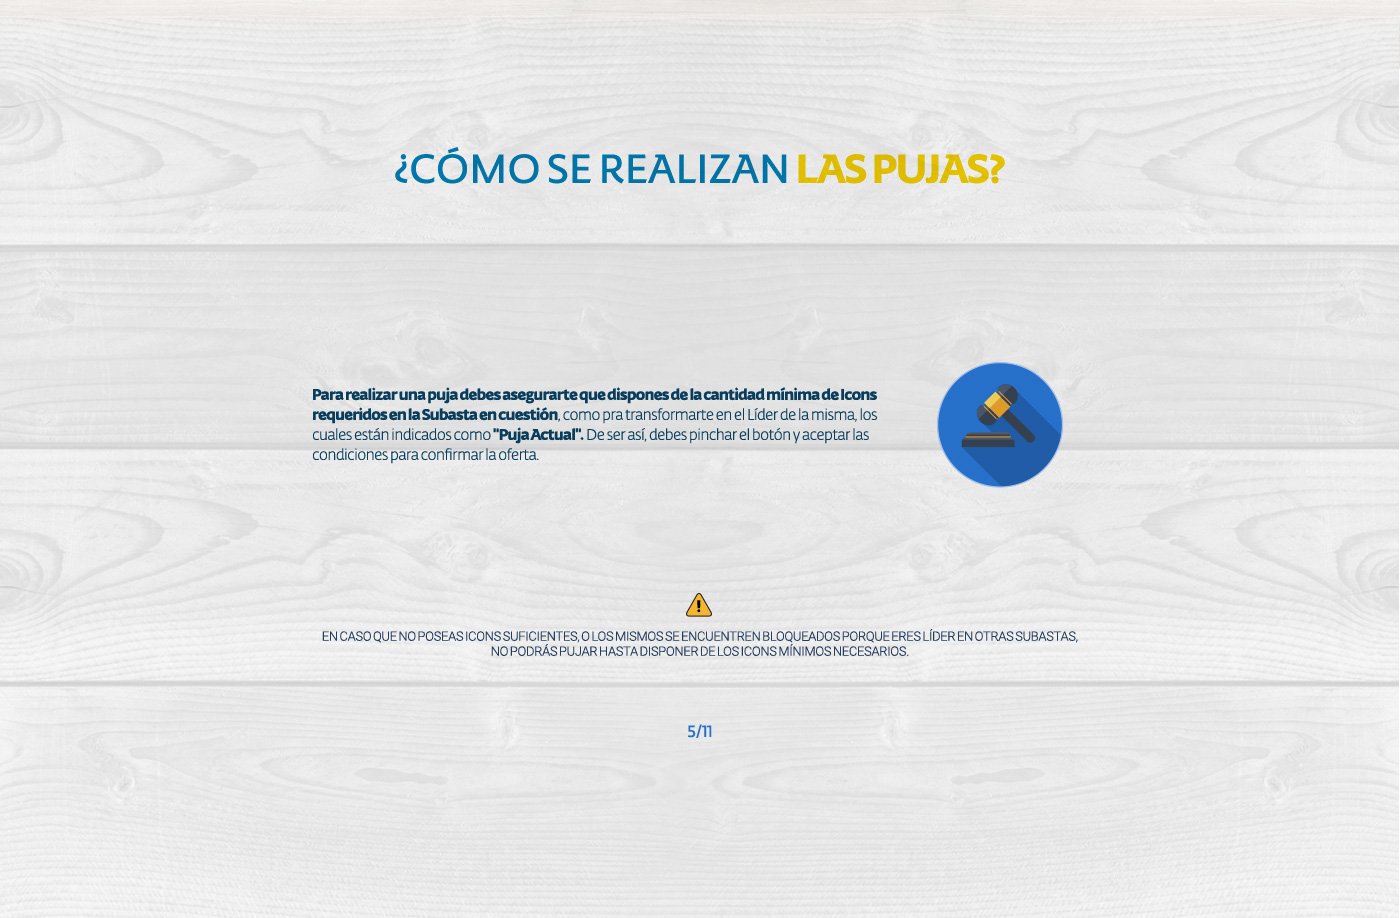 ¿CÓMO SE REALIZAN LAS PUJAS?
Para realizar una puja debes asegurarte que dispones de la cantidad mínima de Icons
requeridos en la Subasta en cuestión, como pra transformarte en el Líder de la misma, los
cuales están indicados como "Puja Actual". De ser así, debes pinchar el botón y aceptar las
condiciones para confirmar la oferta.
EN CASO QUE NO POSEAS ICONS SUFICIENTES, O LOS MISMOS SE ENCUENTREN BLOQUEADOS PORQUE ERES LÍDER EN OTRAS SUBASTAS,
NO PODRÁS PUJAR HASTA DISPONER DE LOS ICONS MÍNIMOS NECESARIOS.
5/11